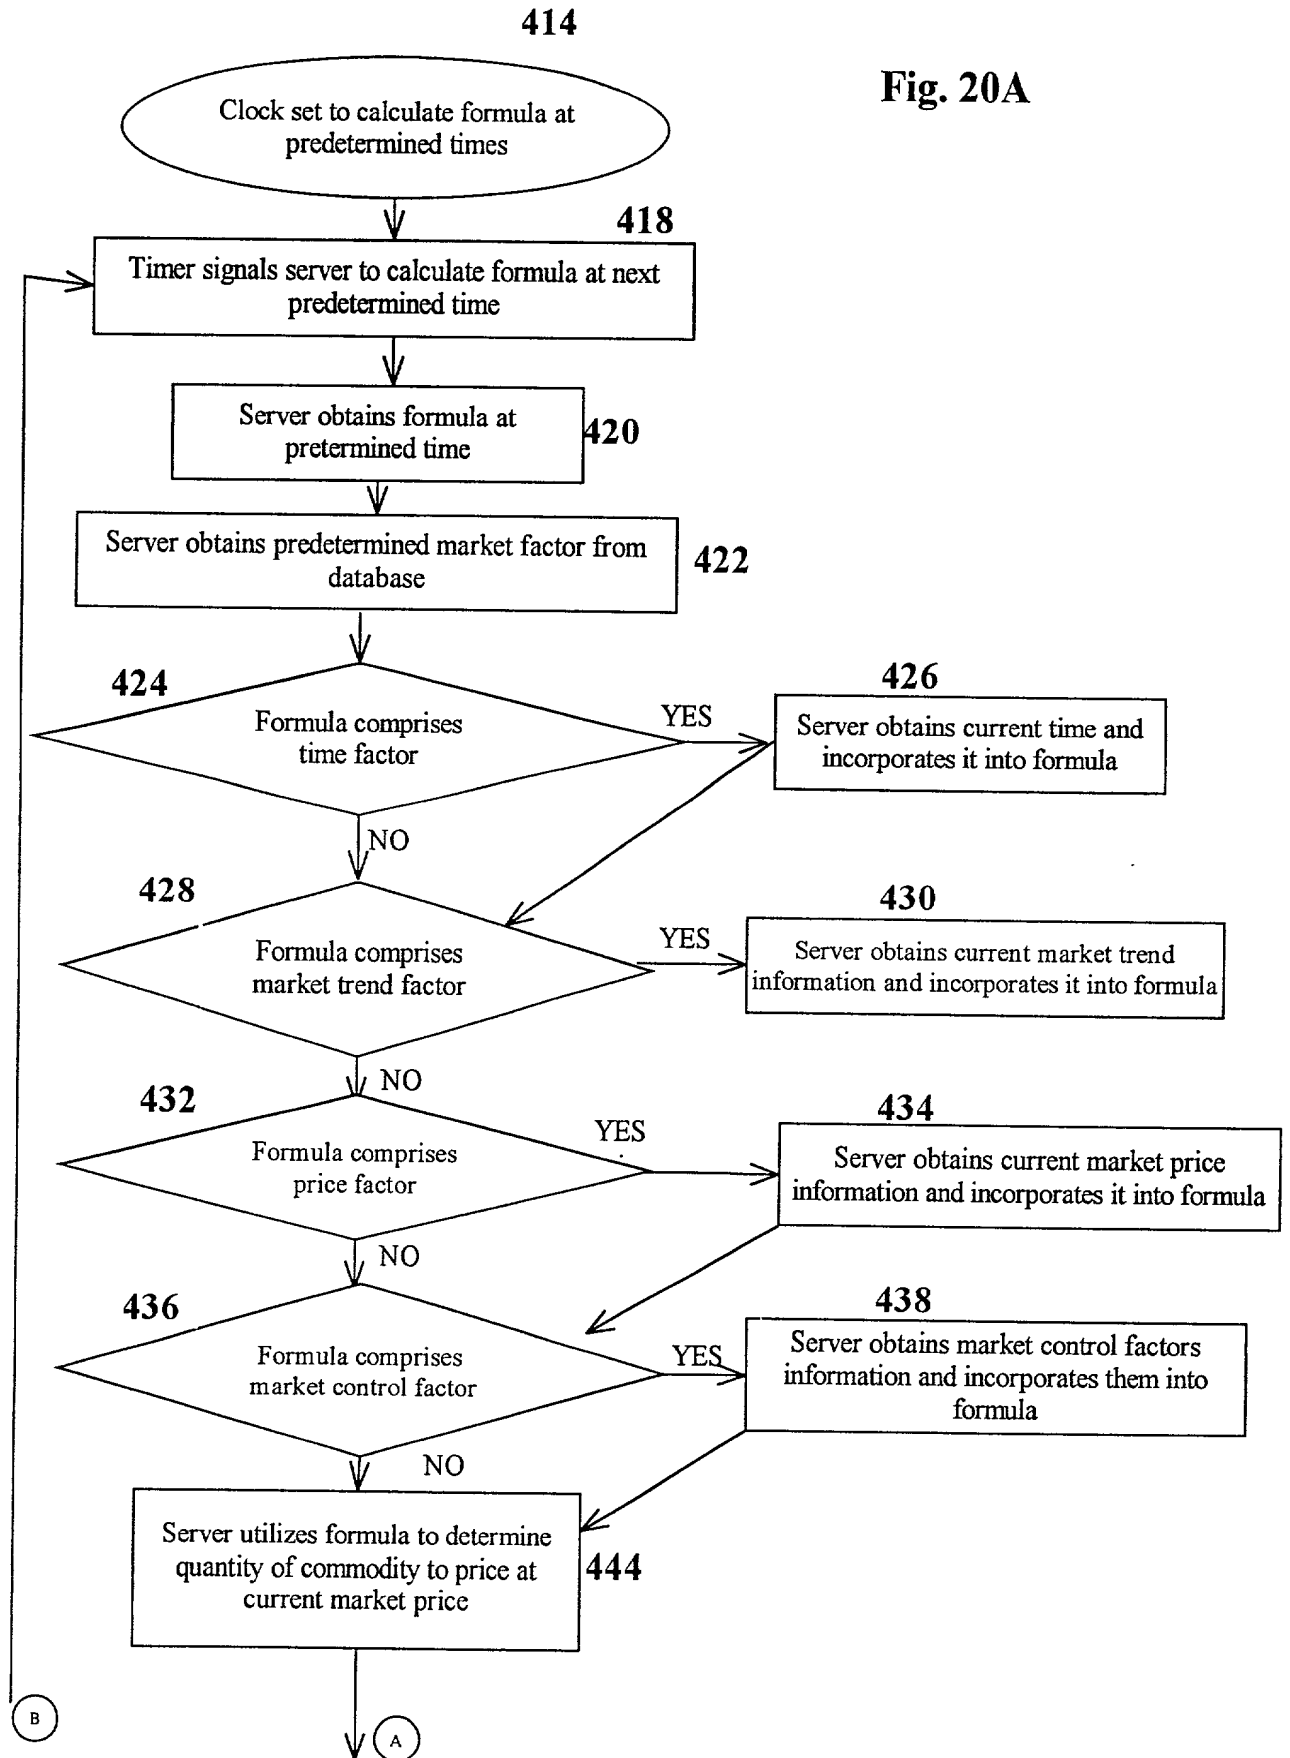 414
Fig. 20A
Clock set to calculate formula at
predetermined times
418
Timer signals server to calculate formula at next
predetermined time
Server obtains formula at
pretermined time
420
Server obtains predetermined market factor from
database
422
424
Formula comprises
time factor
YES
426
Server obtains current time and
incorporates it into formula
NO
428
Formula comprises
market trend factor
YES
430
Server obtains current market trend
information and incorporates it into formula
NO
432
Formula comprises
price factor
YES
434
Server obtains current market price
information and incorporates it into formula
NO
436
Formula comprises
market control factor
YES
438
Server obtains market control factors
information and incorporates them into
formula
NO
Server utilizes formula to determine
quantity of commodity to price at
current market price
444
B
A